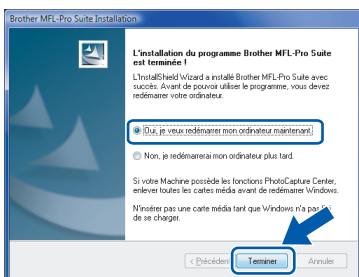 Brother MFL-Pro Suite Installation
L'installation du programme Brother MFL-Pro Suite
est terminée !
L'InstallShield Wizard a installé Brother MFL-Pro Suite avec
succès. Avant de pouvoir utiliser le programme, vous devez
redémarrer votre ordinateur.
Oui, je veux redémarrer mon ordinateur maintenant.
Non, je redémarrerai mon ordinateur plus tard.
Si votre Machine possède les fonctions PhotoCapture Center,
enlever toutes les cartes média avant de redémarrer Windows.
N'insérer pas une carte média tant que Windows n'a pas fini
de se charger.
< Précédent
Terminer
Annuler